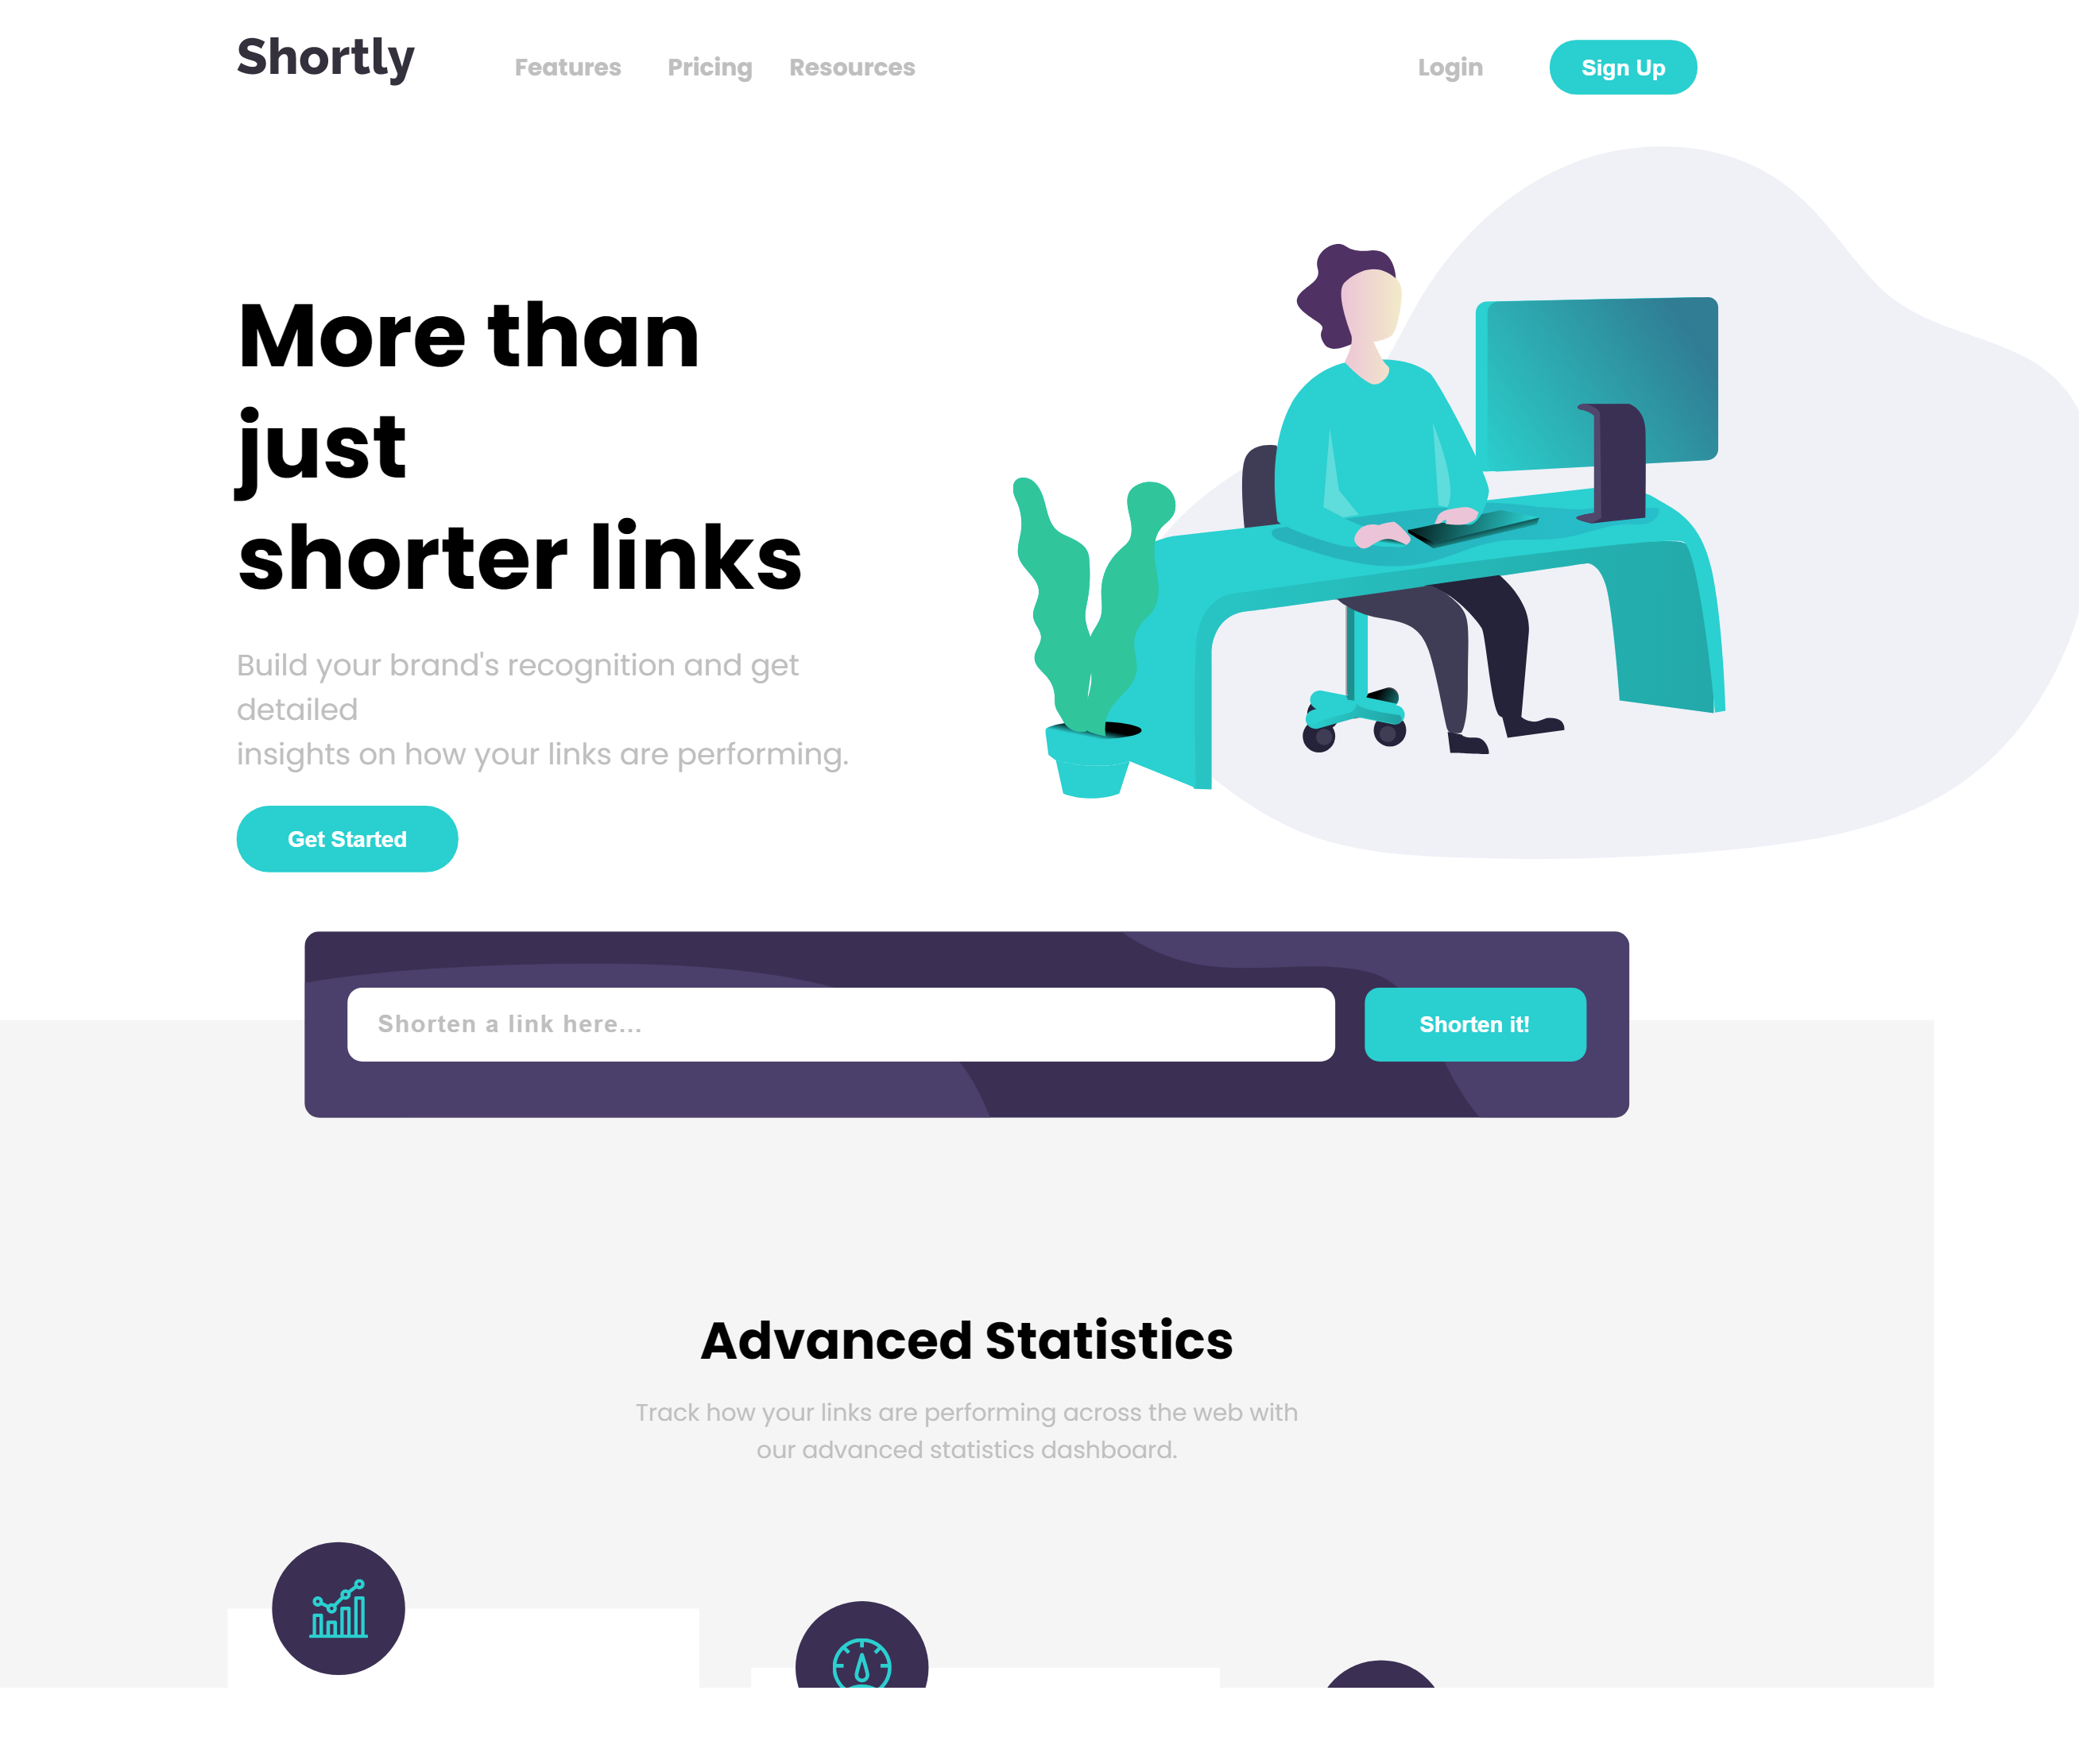 Shortly
Features Pricing Resources
Login
Sign Up
More than
just
shorter links
Build your brand's recognition and get
detailed
insights on how your links are performing.
Get Started
Shorten a link here...
Shorten it!
Advanced Statistics
Track how your links are performing across the web with
our advanced statistics dashboard.